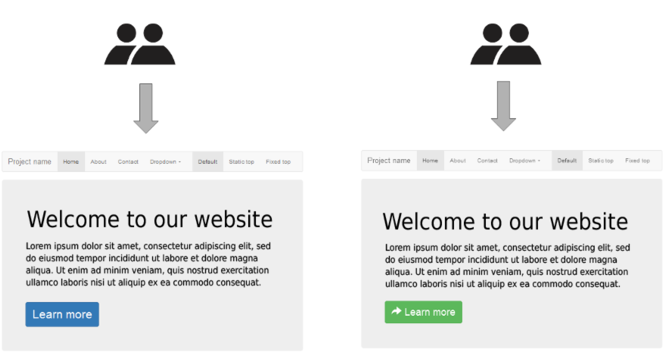 Project name Home About Contact Dropdown Default Static top Fixed top
Welcome to our website
Lorem ipsum dolor sit amet, consectetur adipiscing elit, sed
do eiusmod tempor incididunt ut labore et dolore magna
aliqua. Ut enim ad minim veniam, quis nostrud exercitation
ullamco laboris nisi ut aliquip ex ea commodo consequat.
Learn more
Project name Home About Contact Dropdown Default Static top Fixed top
Welcome to our website
Lorem ipsum dolor sit amet, consectetur adipiscing elit, sed
do eiusmod tempor incididunt ut labore et dolore magna
aliqua. Ut enim ad minim veniam, quis nostrud exercitation
ullamco laboris nisi ut aliquip ex ea commodo consequat.
Learn more